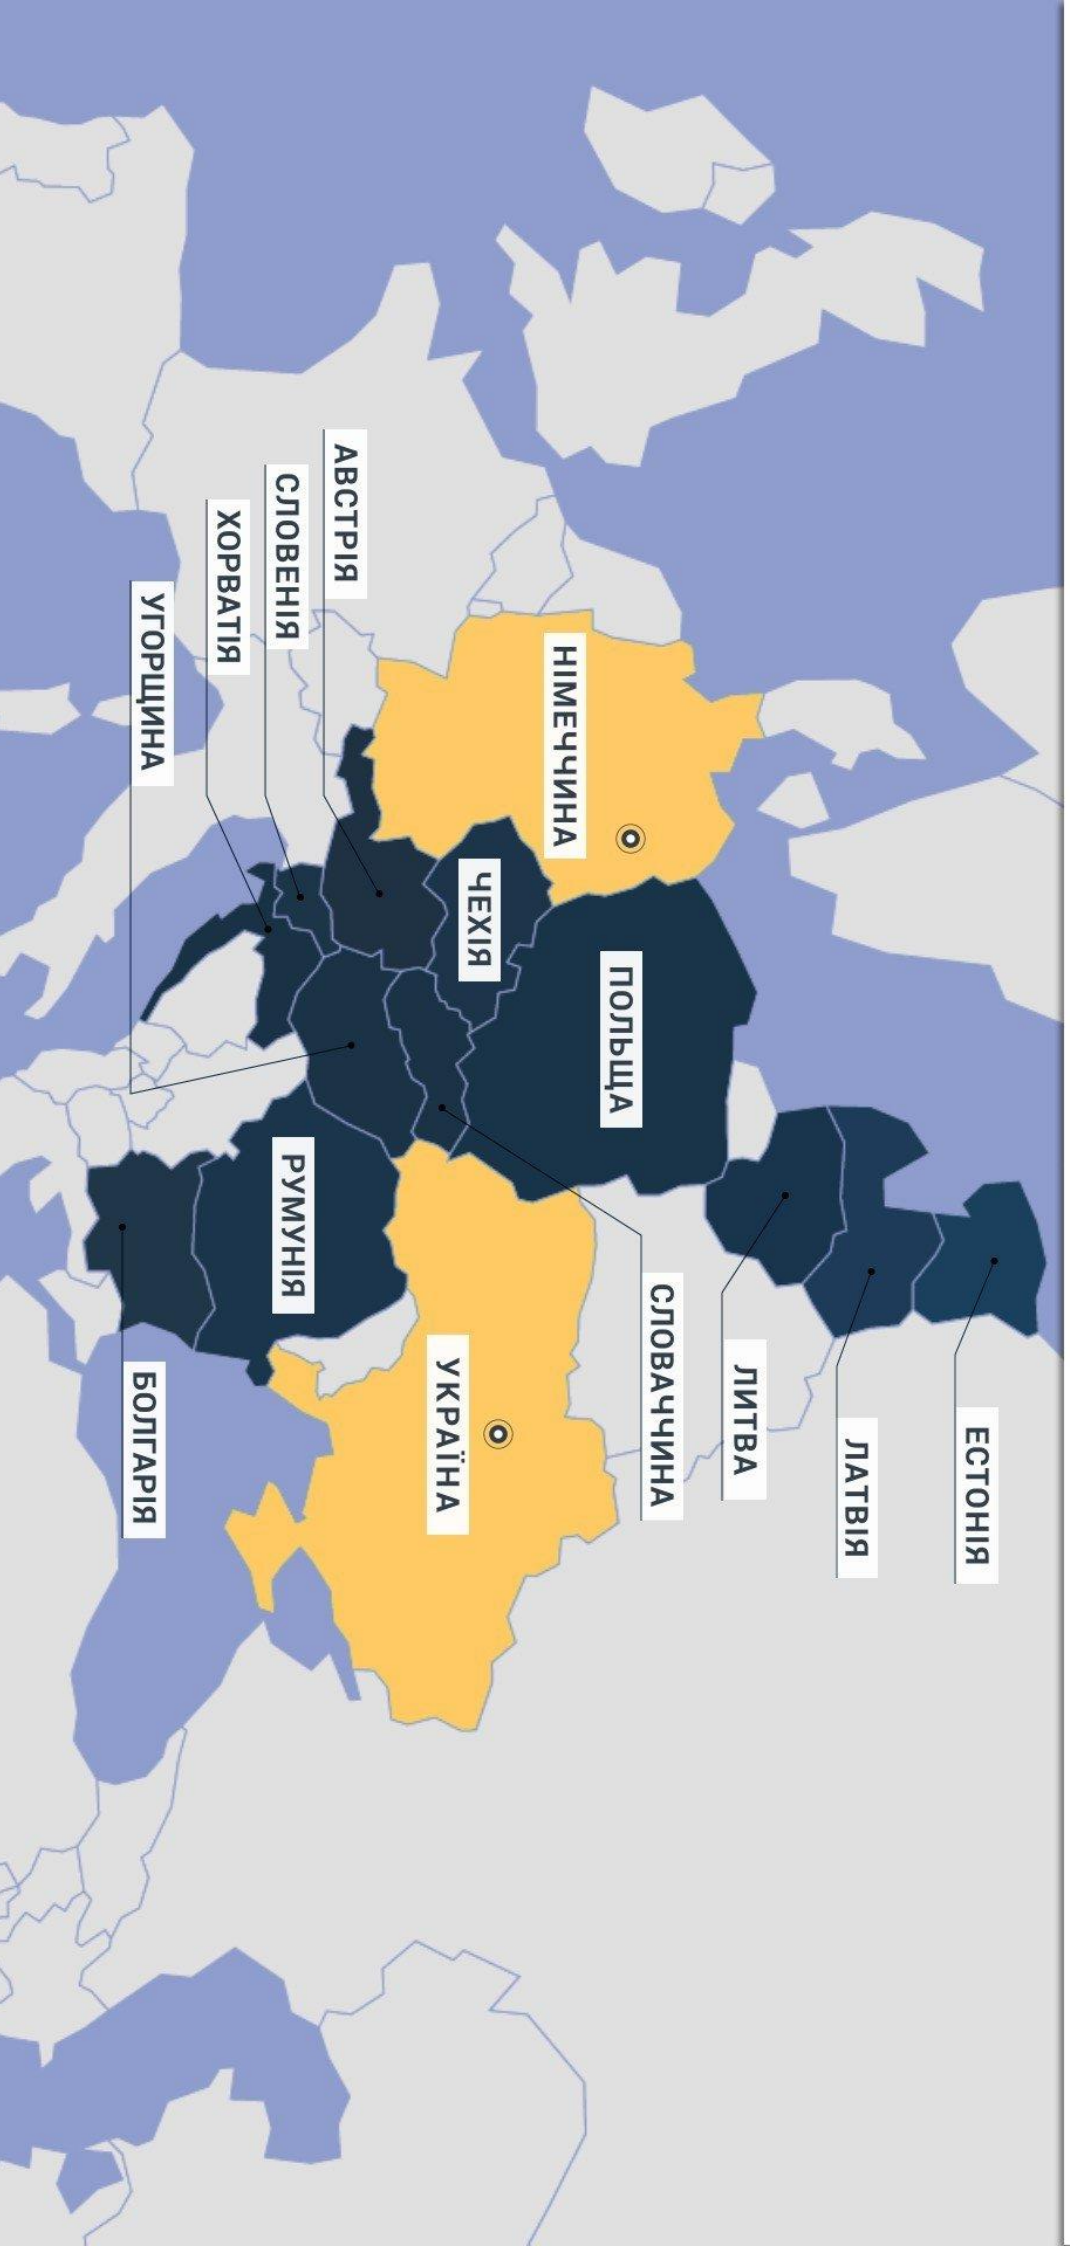 ЕСТОНІЯ
ЛАТВІЯ
ЛИТВА
СЛОВАЧЧИНА
ПОЛЬЩА
НІМЕЧЧИНА
ЧЕХІЯ
УКРАЇНА
АВСТРІЯ
СЛОВЕНІЯ
РУМУНІЯ
ХОРВАТІЯ
УГОРЩИНА
БОЛГАРІЯ